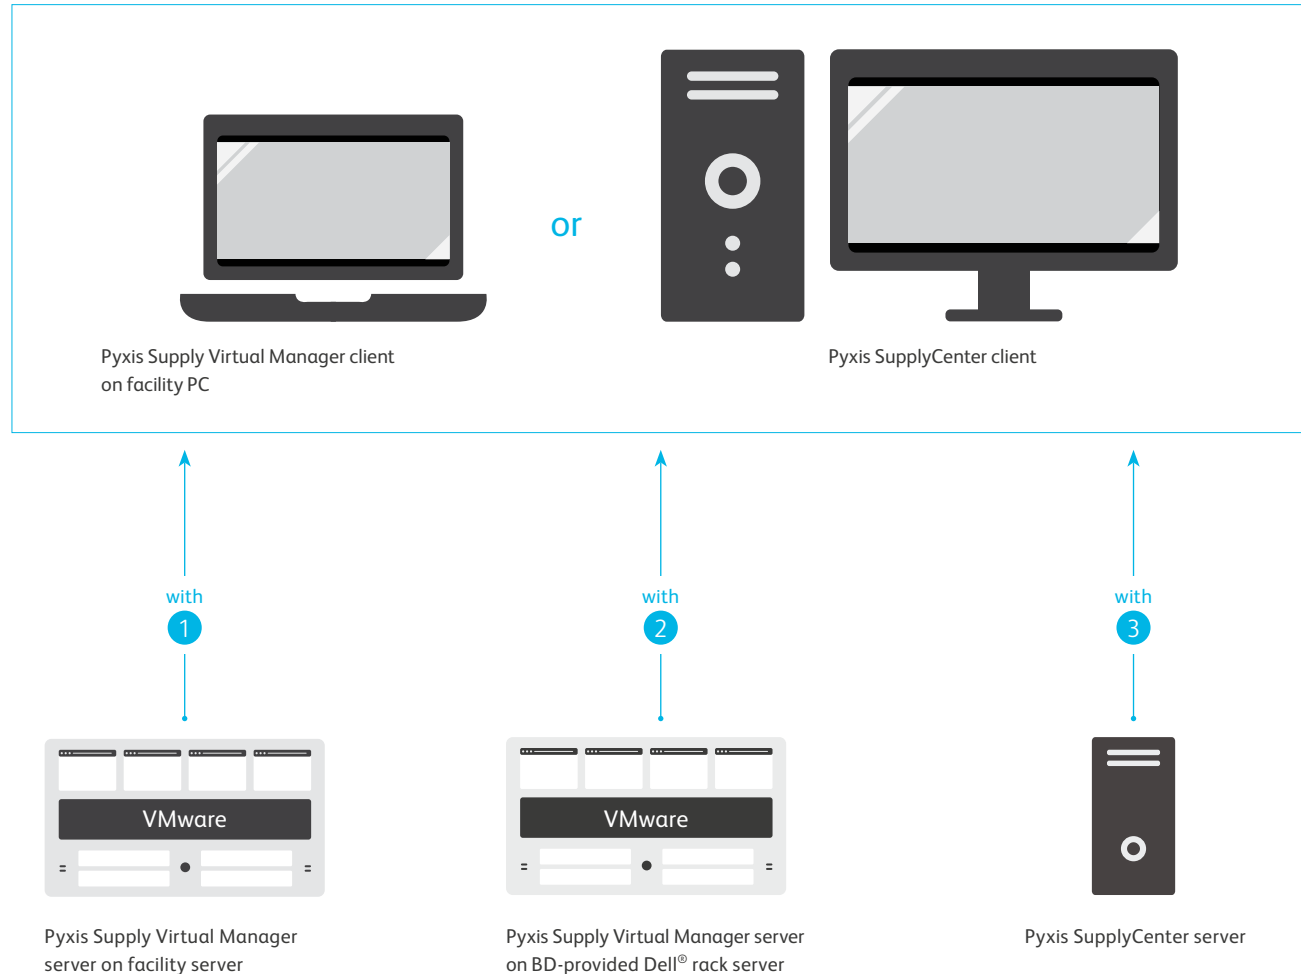 or
Pyxis Supply Virtual Manager client
on facility PC
Pyxis SupplyCenter client
with
1
with
2
with
3
VMware
VMware
Pyxis Supply Virtual Manager
server on facility server
Pyxis Supply Virtual Manager server
on BD-provided Dell® rack server
Pyxis SupplyCenter server